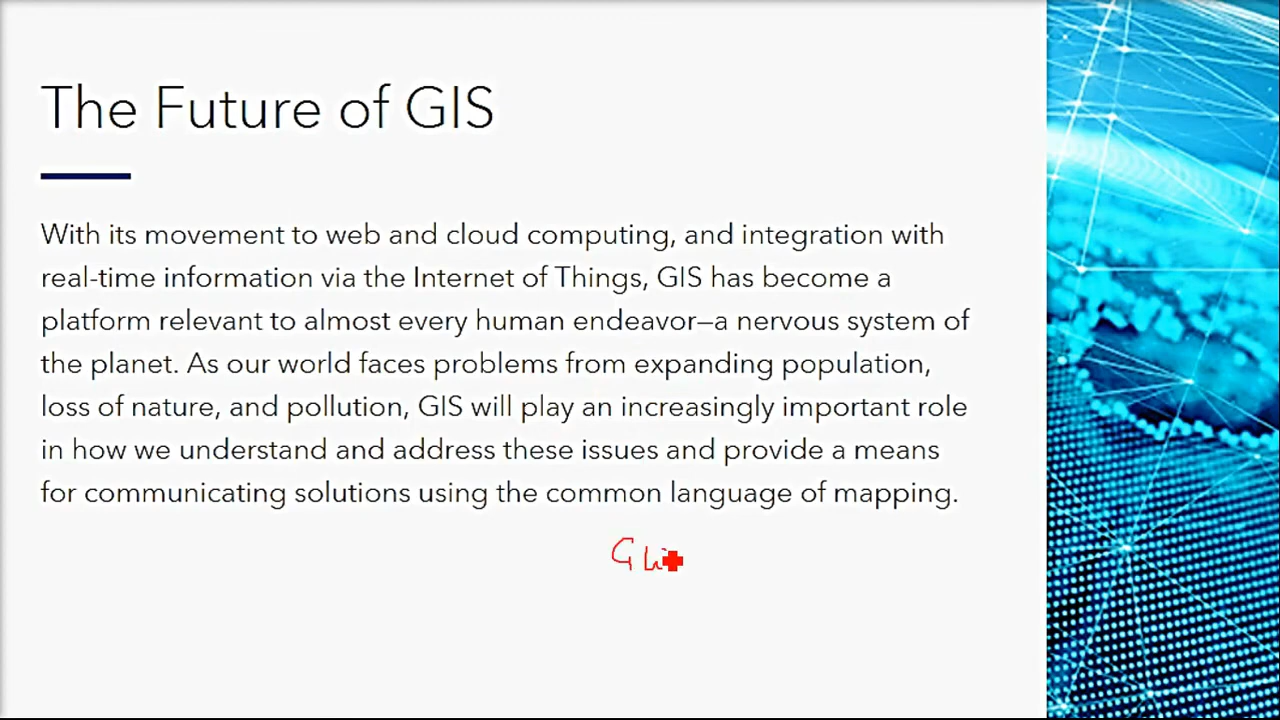 The Future of GIS
With its movement to web and cloud computing, and integration with
real-time information via the Internet of Things, GIS has become a
platform relevant to almost every human endeavor—a nervous system of
the planet. As our world faces problems from expanding population,
loss of nature, and pollution, GIS will play an increasingly important role
in how we understand and address these issues and provide a means
for communicating solutions using the common language of mapping.